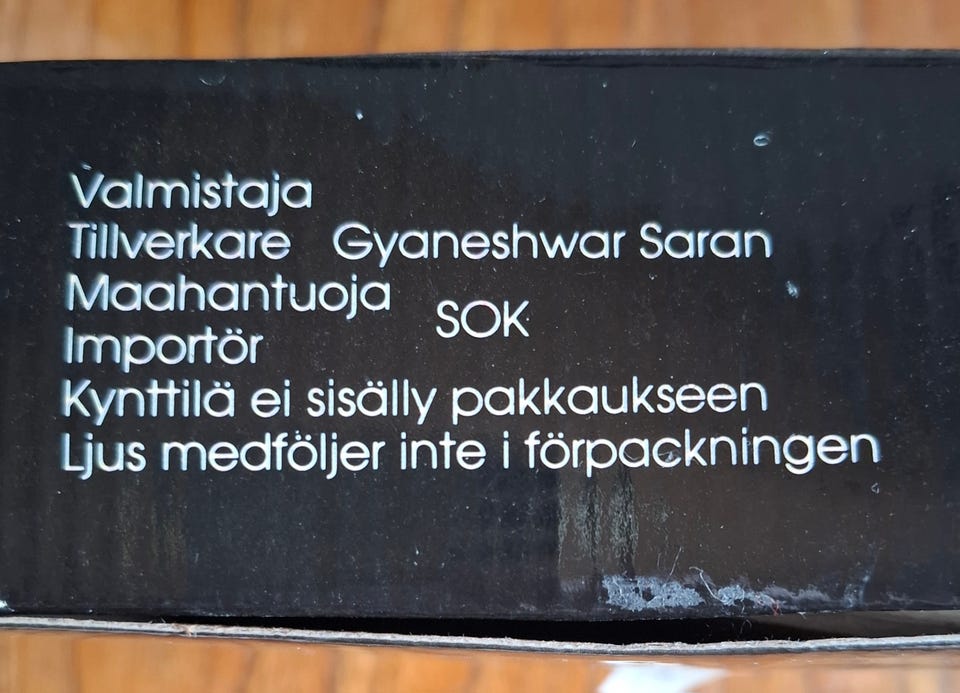 Valmistaja
Tillverkare Gyaneshwar Saran
Maahantuoja
SOK
Importör
Kynttilä ei sisälly pakkaukseen
Ljus medföljer inte i förpackningen